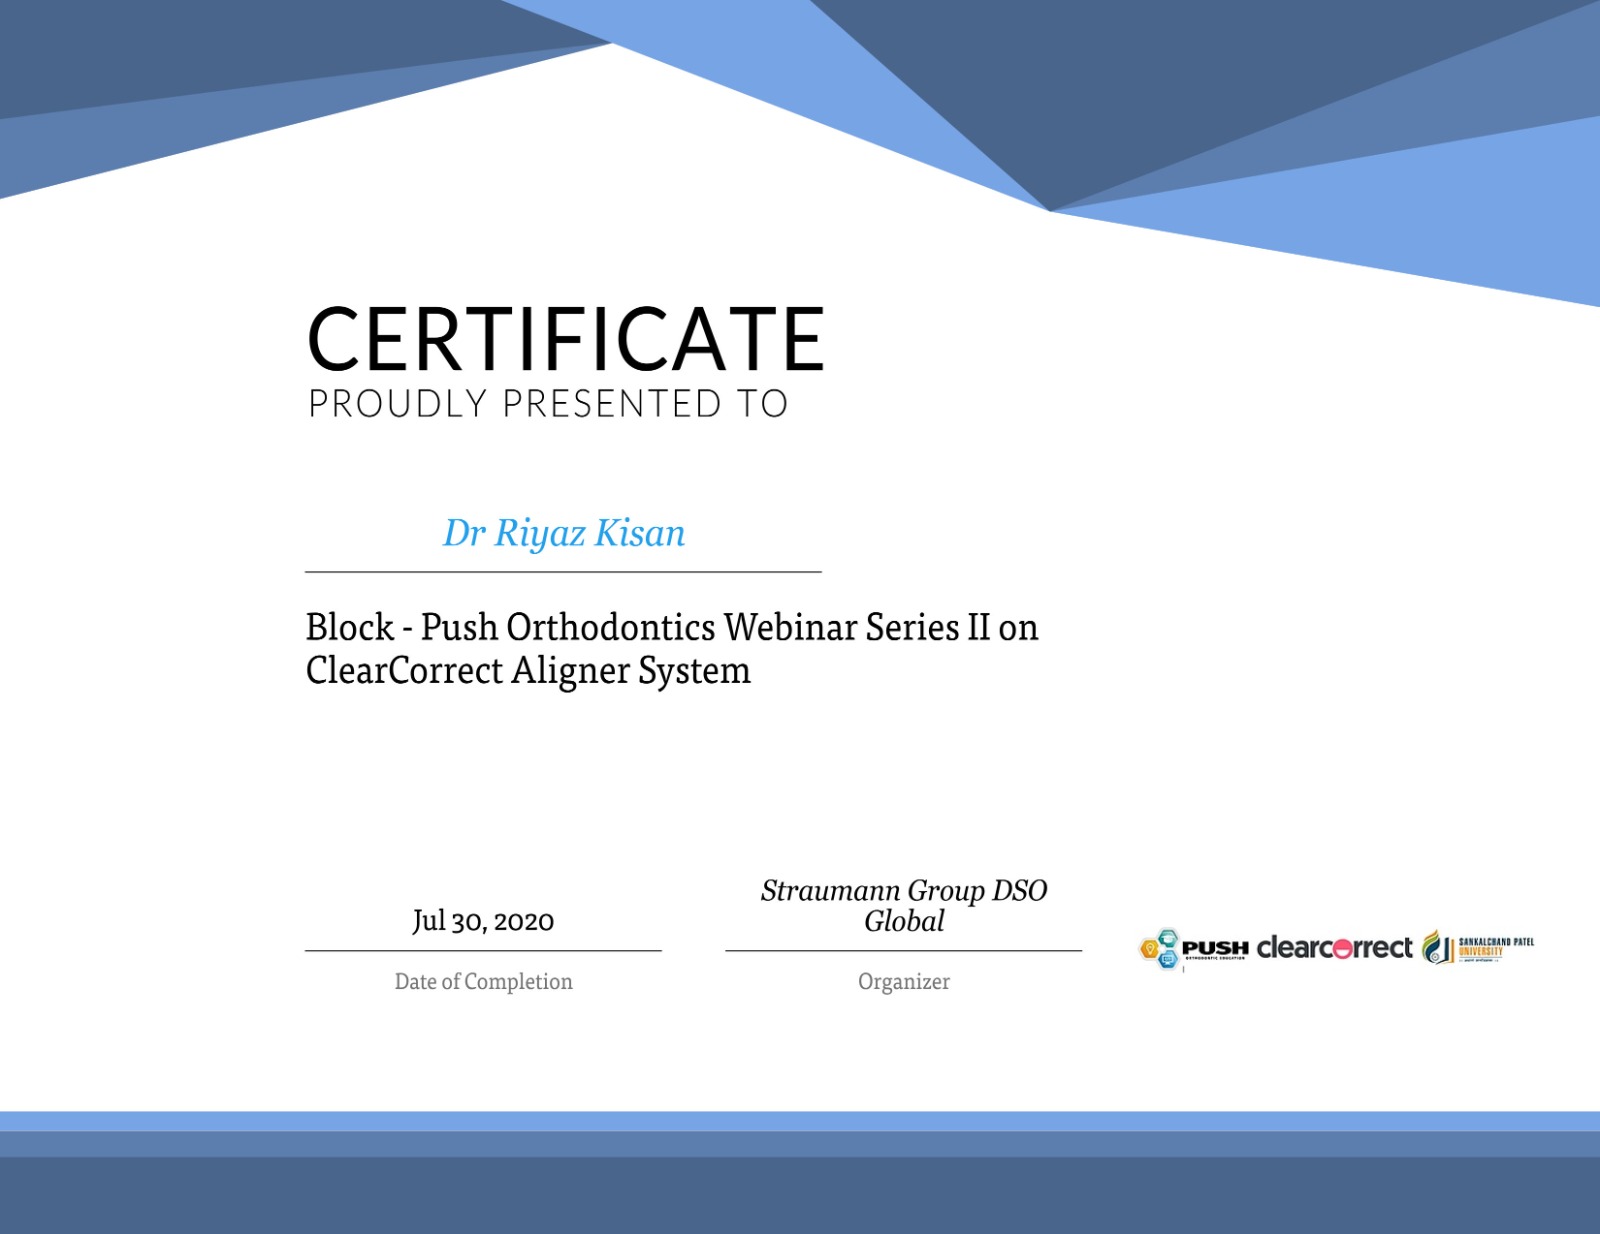 CERTIFICATE
PROUDLY PRESENTED TO
Dr Riyaz Kisan
Block - Push Orthodontics Webinar Series II on
ClearCorrect Aligner System
Straumann Group DSO
Global
Jul 30, 2020
Date of Completion
Organizer
PUSH
ORTHODONTIC EDUCATION
clearcorrect
SANKALCHAND PATEL
UNIVERSITY